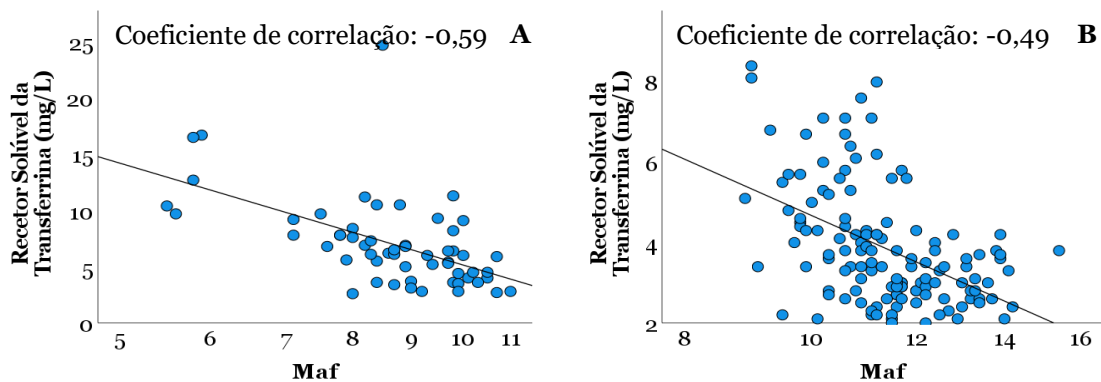 Coeficiente de correlação: -0,59 A
Recetor Solúvel da
Transferrina (mg/L)
25
20
15
10
5
0
5 6 7 8 9 10 11
Maf
Coeficiente de correlação: -0,49 B
Recetor Solúvel da
Transferrina (mg/L)
8
6
4
2
8 10 12 14 16
Maf